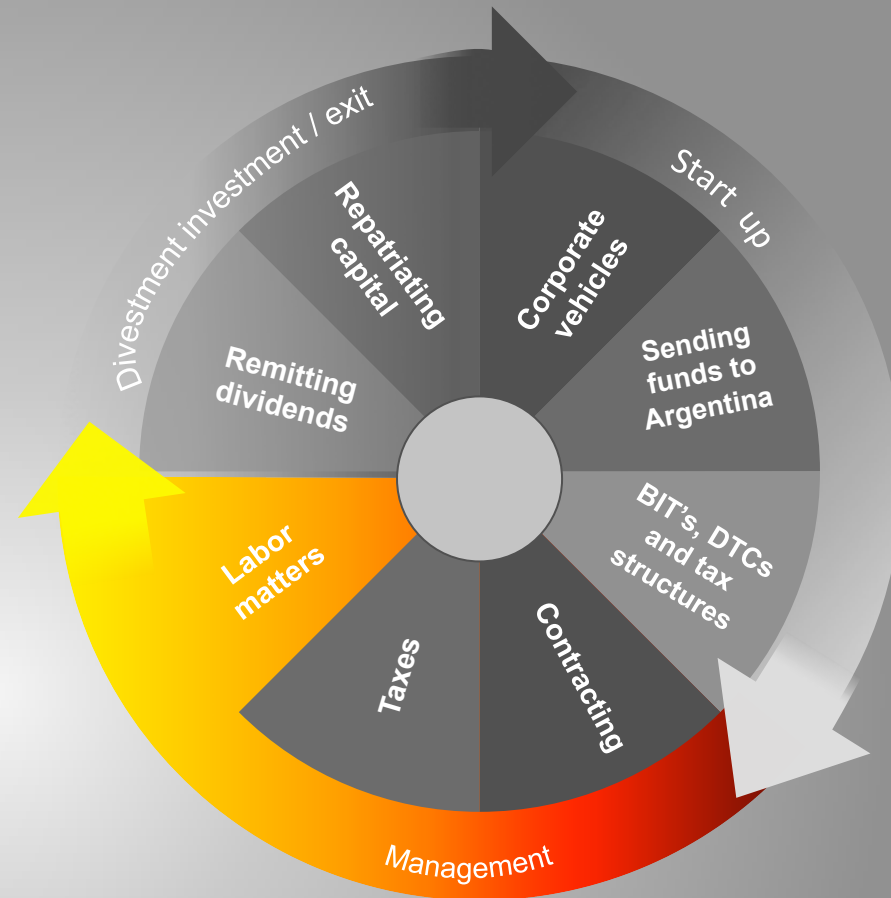 Start up
Corporate
vehicles
Sending
funds to
Argentina
BIT's, DTCs
and tax
structures
Management
Contracting
Taxes
Labor
matters
Divestment investment / exit
Remitting
dividends
Repatriating
capital